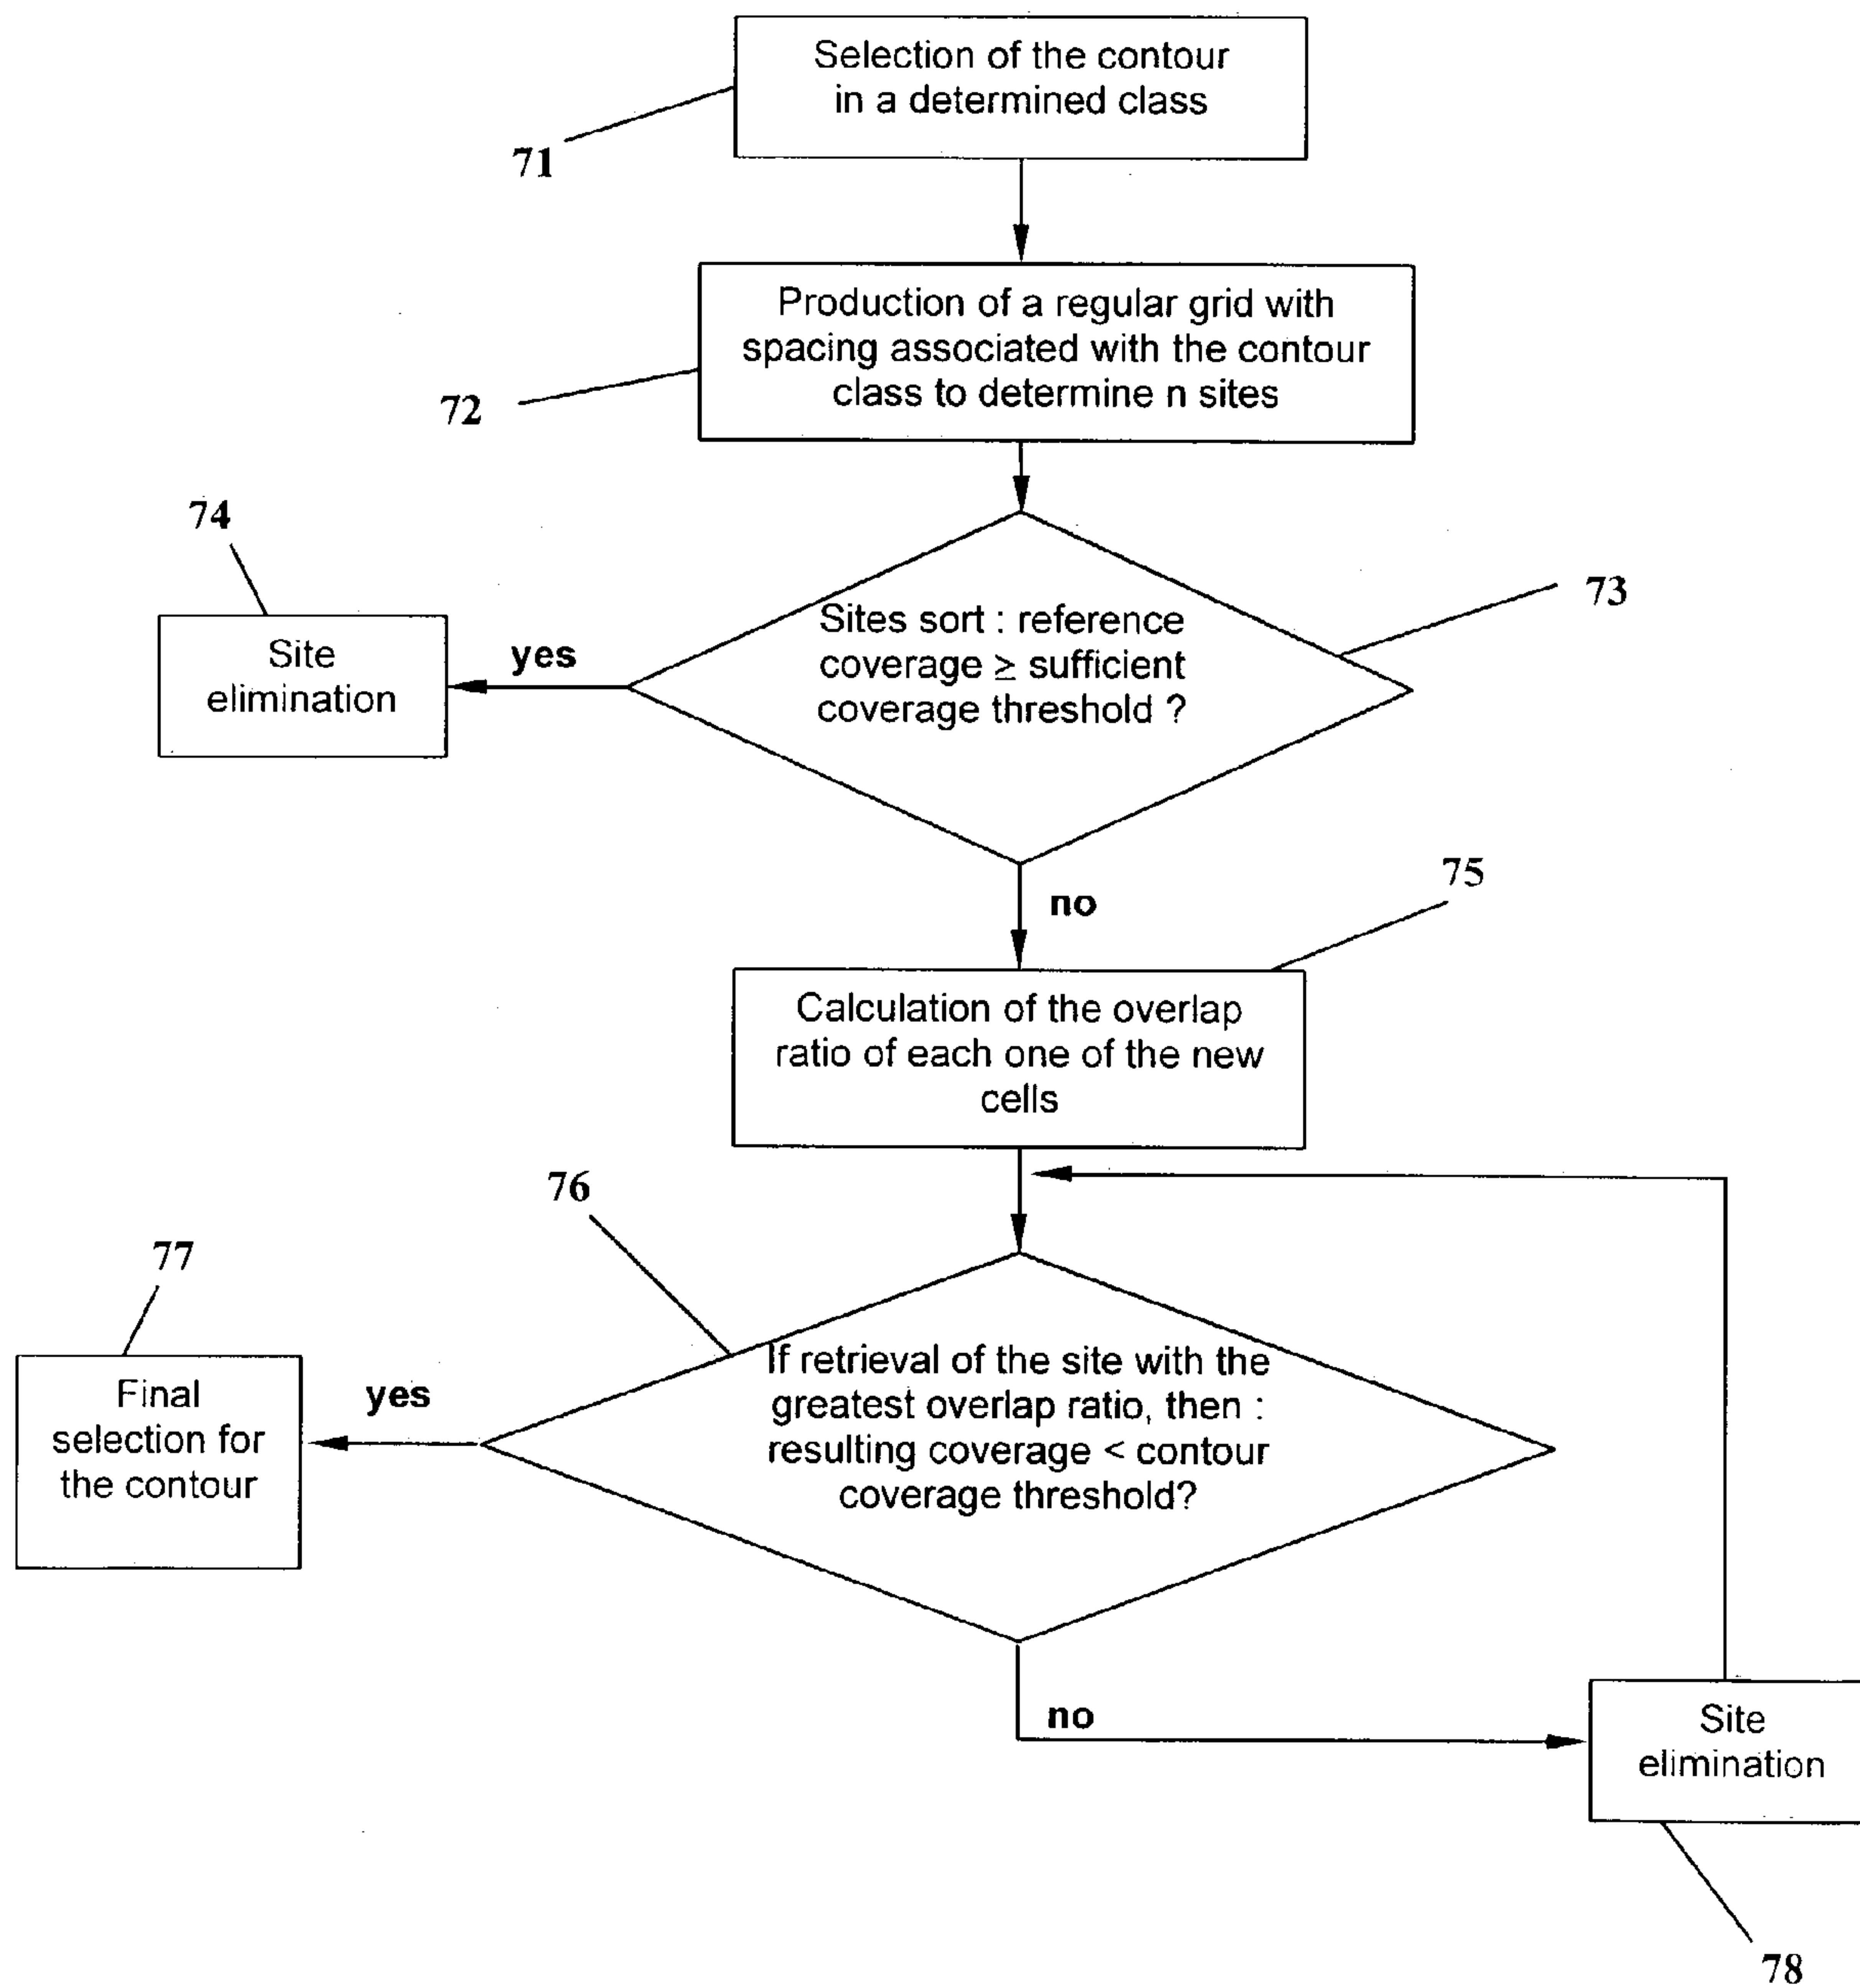 Selection of the contour
in a determined class
71
Production of a regular grid with
spacing associated with the contour
class to determine n sites
72
74
73
Sites sort : reference
coverage ≥ sufficient
coverage threshold ?
Site
elimination
yes
no
75
Calculation of the overlap
ratio of each one of the new
cells
76
77
If retrieval of the site with the
greatest overlap ratio, then :
resulting coverage < contour
coverage threshold?
Final
selection for
the contour
yes
no
Site
elimination
78